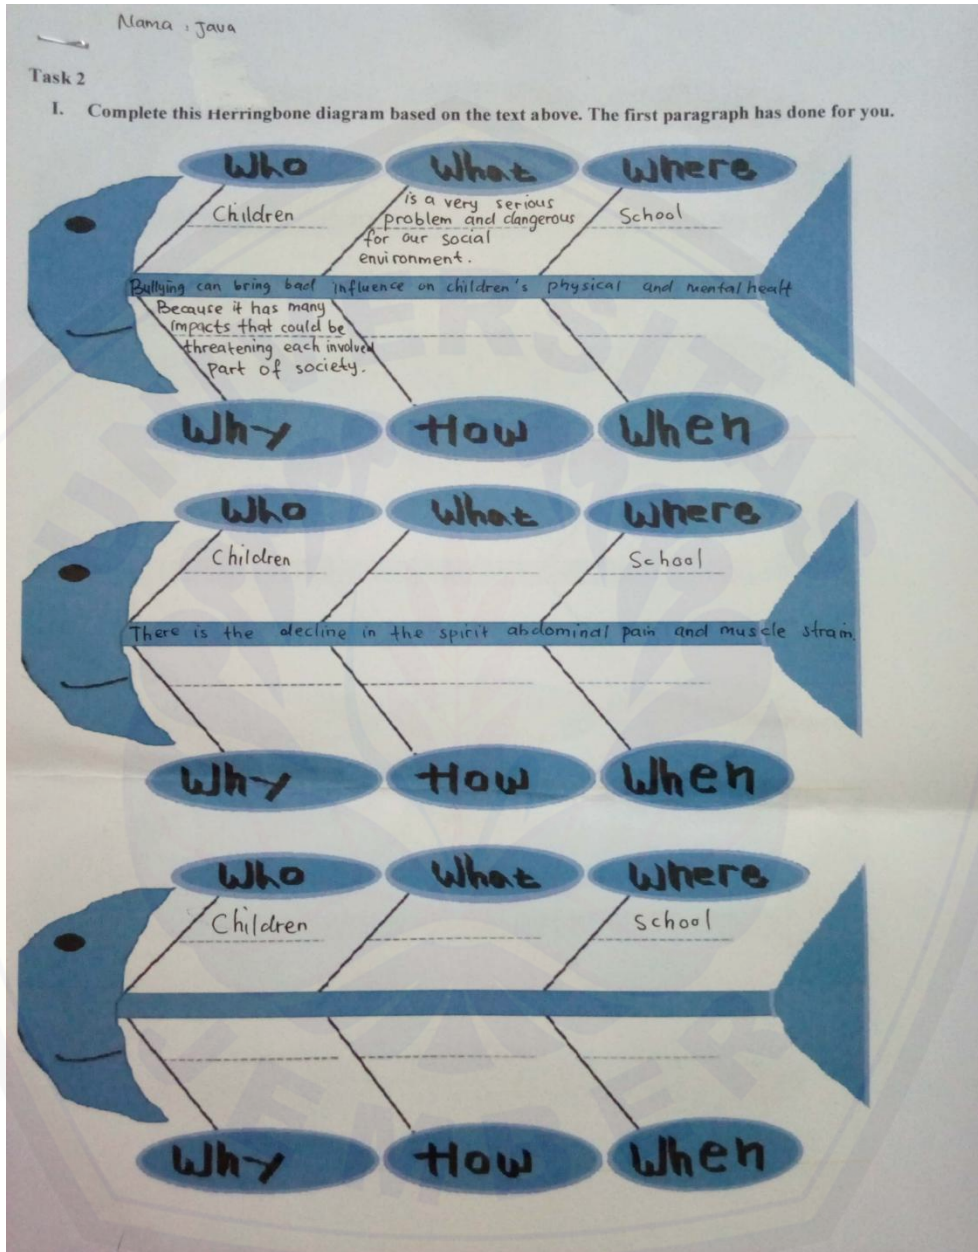 Nama : Java
Task 2
I. Complete this Herringbone diagram based on the text above. The first paragraph has done for you.
Who What Where
Children
is a very serious
problem and dangerous
for our social
environment.
School
Bullying can bring bad influence on children's physical and mental healt
Because it has many
impacts that could be
threatening each involved
part of society.
Why How When
Who What Where
Children School
There is the decline in the spirit abdominal pain and muscle strain.
Why How When
Who What Where
Children School
Why How When
UNIVERSITAS
JEMBER